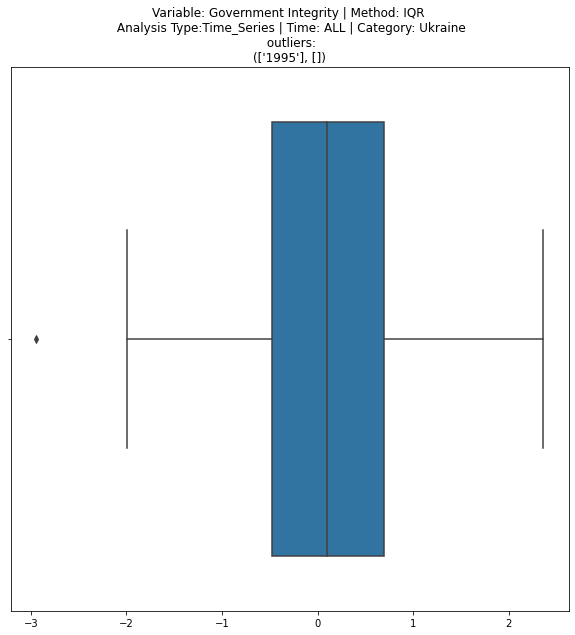 Variable: Government Integrity | Method: IQR
Analysis Type:Time_Series | Time: ALL | Category: Ukraine
outliers:
(['1995'], [])
−3 −2 −1 0 1 2